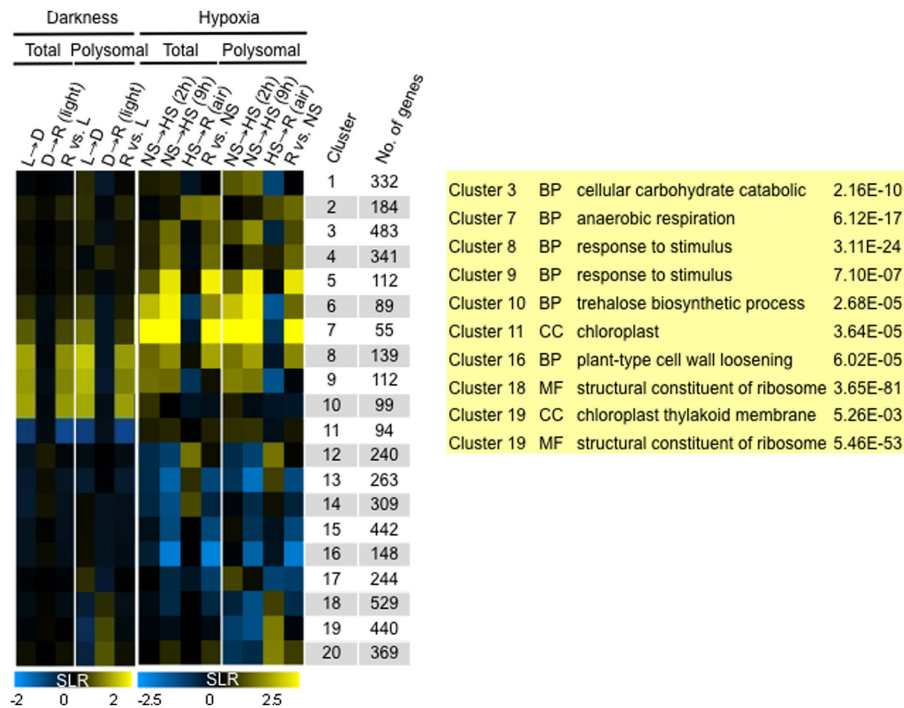 Darkness Hypoxia
Total Polysomal Total Polysomal
L→D D→R (light) R vs. L L→D D→R (light) R vs. L NS→HS (2h) NS→HS (9h) HS→R (air) R vs. NS NS→HS (2h) NS→HS (9h) HS→R (air) R vs. NS Cluster No. of genes
1 332
2 184
3 483
4 341
5 112
6 89
7 55
8 139
9 112
10 99
11 94
12 240
13 263
14 309
15 442
16 148
17 244
18 529
19 440
20 369
SLR SLR
-2 0 2 -2.5 0 2.5
Cluster 3 BP cellular carbohydrate catabolic 2.16E-10
Cluster 7 BP anaerobic respiration 6.12E-17
Cluster 8 BP response to stimulus 3.11E-24
Cluster 9 BP response to stimulus 7.10E-07
Cluster 10 BP trehalose biosynthetic process 2.68E-05
Cluster 11 CC chloroplast 3.64E-05
Cluster 16 BP plant-type cell wall loosening 6.02E-05
Cluster 18 MF structural constituent of ribosome 3.65E-81
Cluster 19 CC chloroplast thylakoid membrane 5.26E-03
Cluster 19 MF structural constituent of ribosome 5.46E-53